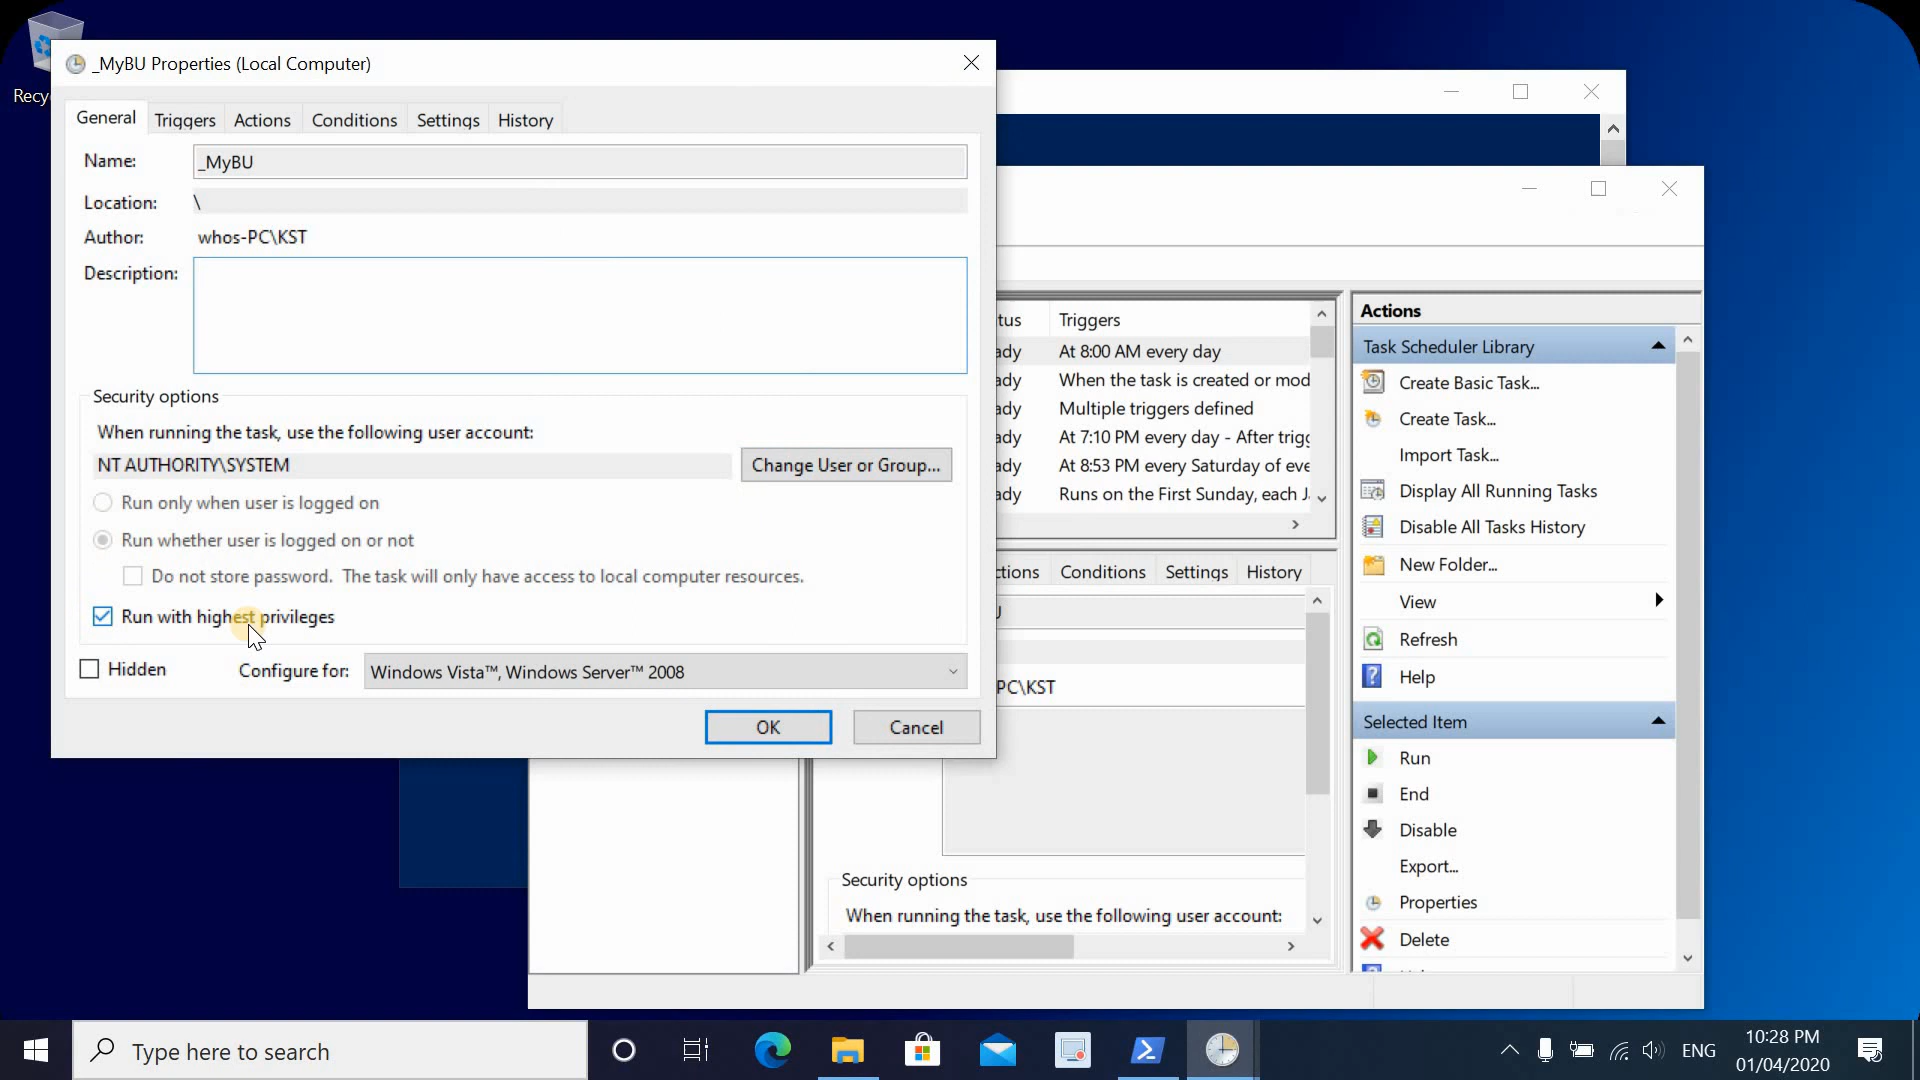 Recy
_MyBU Properties (Local Computer)
General
Triggers
Actions
Conditions
Settings
History
Name:
_MyBU
Location:
\
Author:
whos-PC\KST
Description:
Security options
When running the task, use the following user account:
NT AUTHORITY\SYSTEM
Change User or Group...
Run only when user is logged on
Run whether user is logged on or not
Do not store password. The task will only have access to local computer resources.
Run with highest privileges
Hidden
Configure for:
Windows Vista™, Windows Server™ 2008
OK
Cancel
tus
Triggers
ady
At 8:00 AM every day
ady
When the task is created or mod
ady
Multiple triggers defined
ady
At 7:10 PM every day - After trigg
ady
At 8:53 PM every Saturday of eve
ady
Runs on the First Sunday, each J
ctions
Conditions
Settings
History
PC\KST
Security options
When running the task, use the following user account:
Actions
Task Scheduler Library
Create Basic Task...
Create Task...
Import Task...
Display All Running Tasks
Disable All Tasks History
New Folder...
View
Refresh
Help
Selected Item
Run
End
Disable
Export...
Properties
Delete
Type here to search
ENG
10:28 PM
01/04/2020